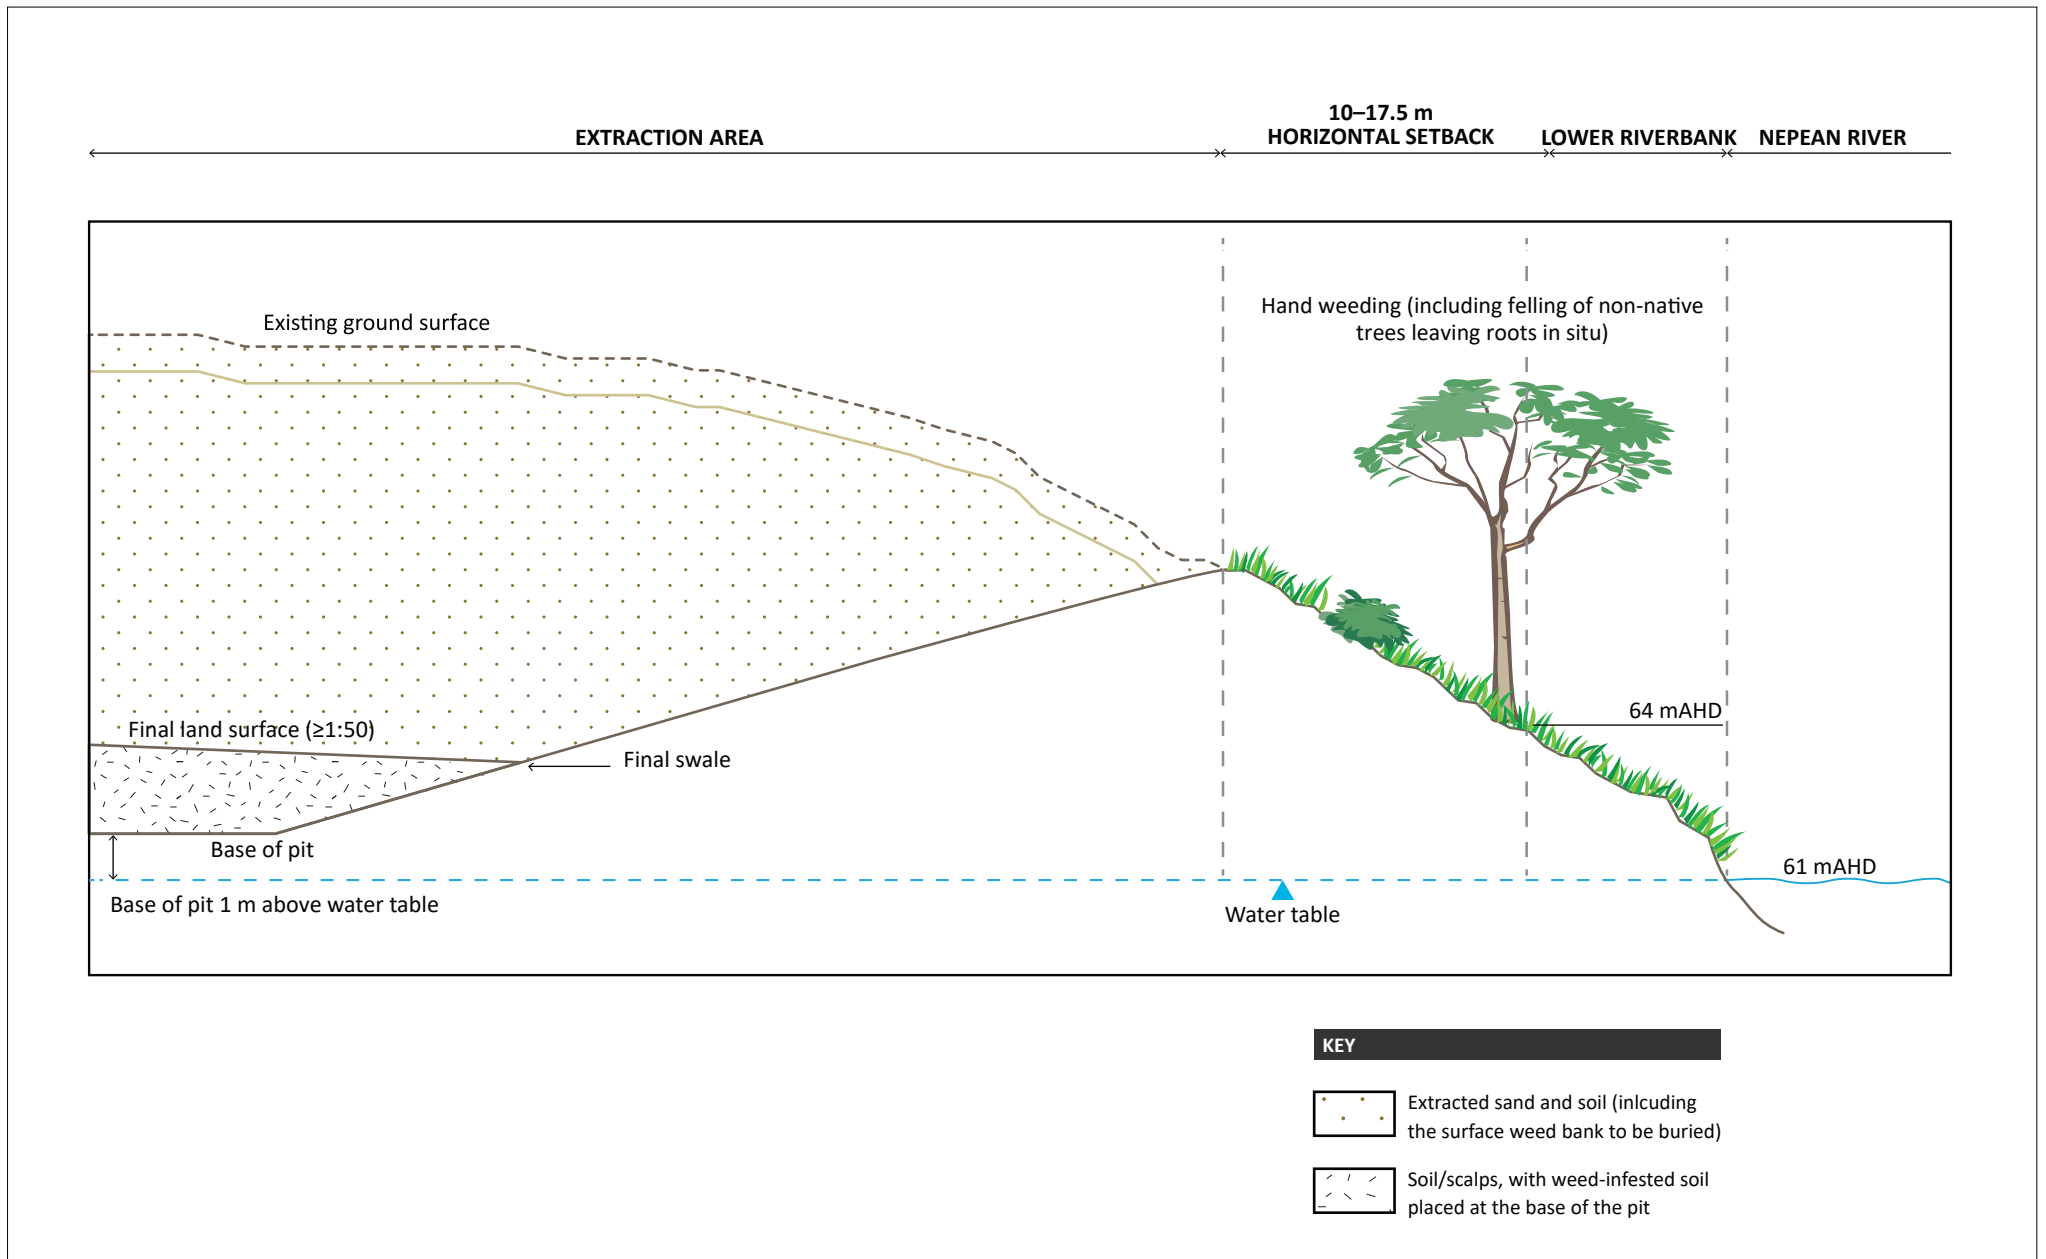 EXTRACTION AREA
10–17.5 m
HORIZONTAL SETBACK
LOWER RIVERBANK
NEPEAN RIVER
Existing ground surface
Hand weeding (including felling of non-native
trees leaving roots in situ)
64 mAHD
Final land surface (≥1:50)
Final swale
Base of pit
61 mAHD
Base of pit 1 m above water table
Water table
KEY
Extracted sand and soil (inlcuding
the surface weed bank to be buried)
Soil/scalps, with weed-infested soil
placed at the base of the pit